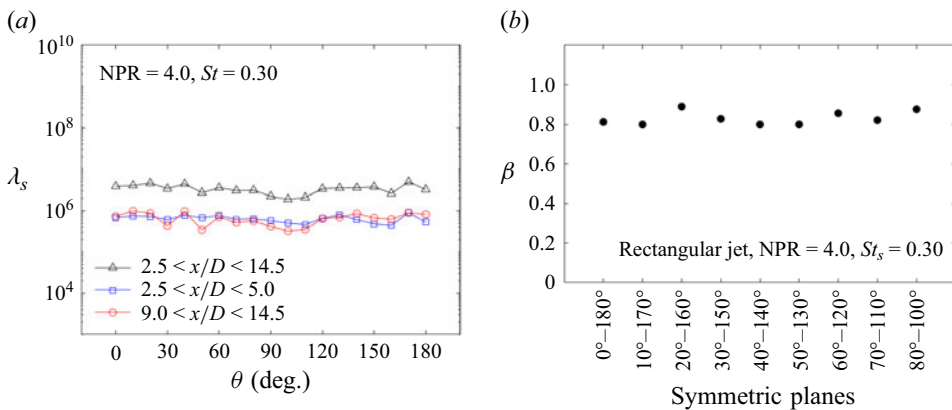 (a)
10^10
10^8
10^6
10^4
λ_s
NPR = 4.0, St = 0.30
2.5 < x/D < 14.5
2.5 < x/D < 5.0
9.0 < x/D < 14.5
0 30 60 90 120 150 180
θ (deg.)
(b)
1.0
0.8
0.6
0.4
0.2
0
β
Rectangular jet, NPR = 4.0, St_s = 0.30
0°–180°
10°–170°
20°–160°
30°–150°
40°–140°
50°–130°
60°–120°
70°–110°
80°–100°
Symmetric planes